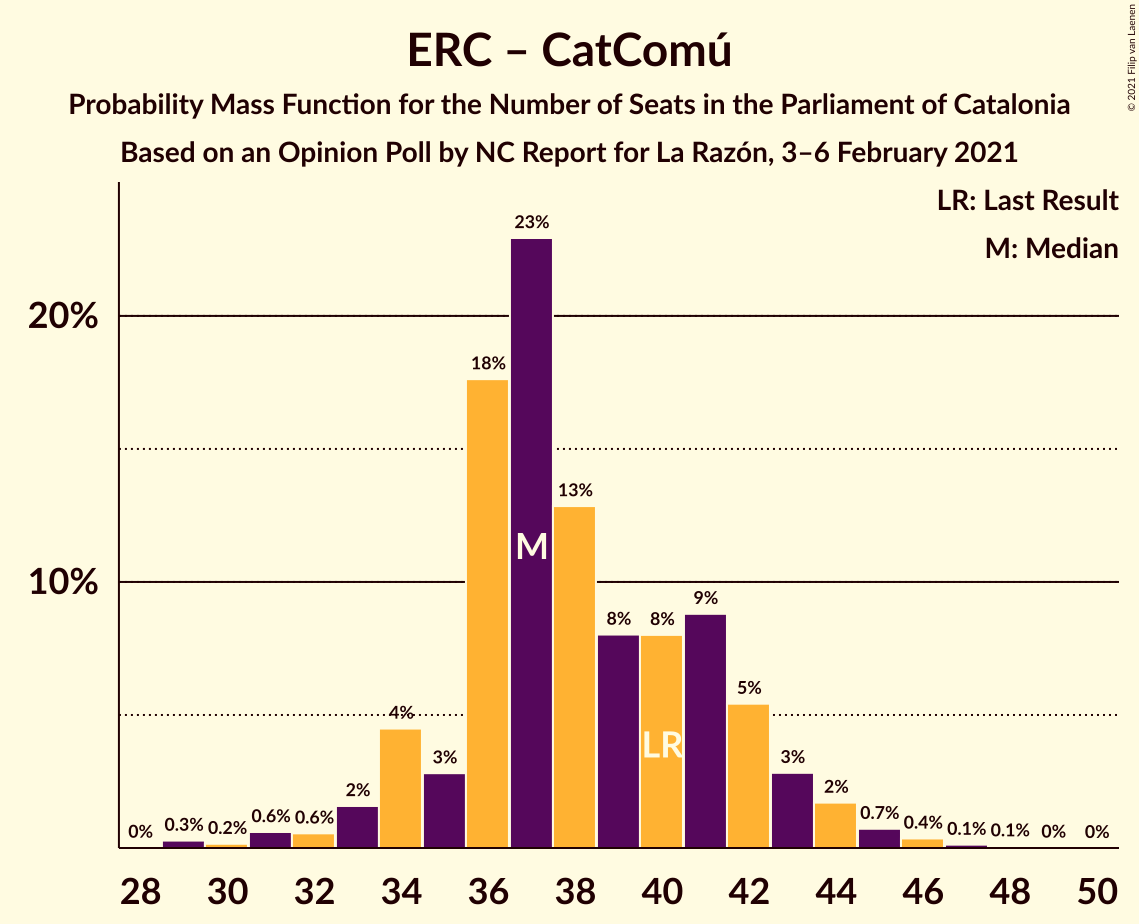 ERC – CatComú
Probability Mass Function for the Number of Seats in the Parliament of Catalonia
Based on an Opinion Poll by NC Report for La Razón, 3–6 February 2021
© 2021 Filip van Laenen
LR: Last Result
M: Median
20%
10%
0%
0.3%
0.2%
0.6%
0.6%
2%
4%
3%
18%
23%
13%
8%
8%
9%
5%
3%
2%
0.7%
0.4%
0.1%
0.1%
0%
0%
M
LR
28 30 32 34 36 38 40 42 44 46 48 50